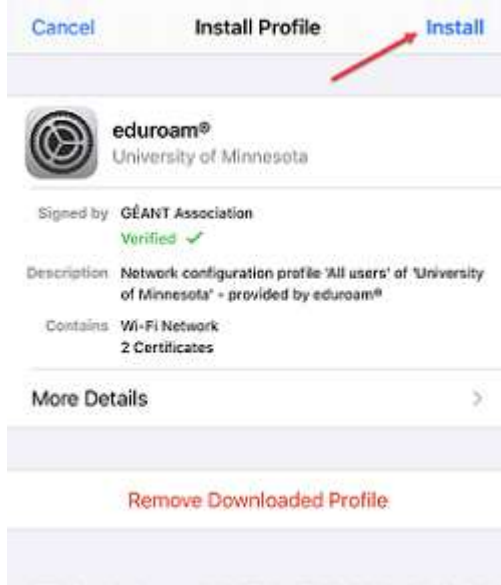 Cancel Install Profile Install
eduroam®
University of Minnesota
Signed by GÉANT Association
Verified ✓
Description Network configuration profile 'All users' of 'University
of Minnesota' - provided by eduroam®
Contains Wi-Fi Network
2 Certificates
More Details
Remove Downloaded Profile